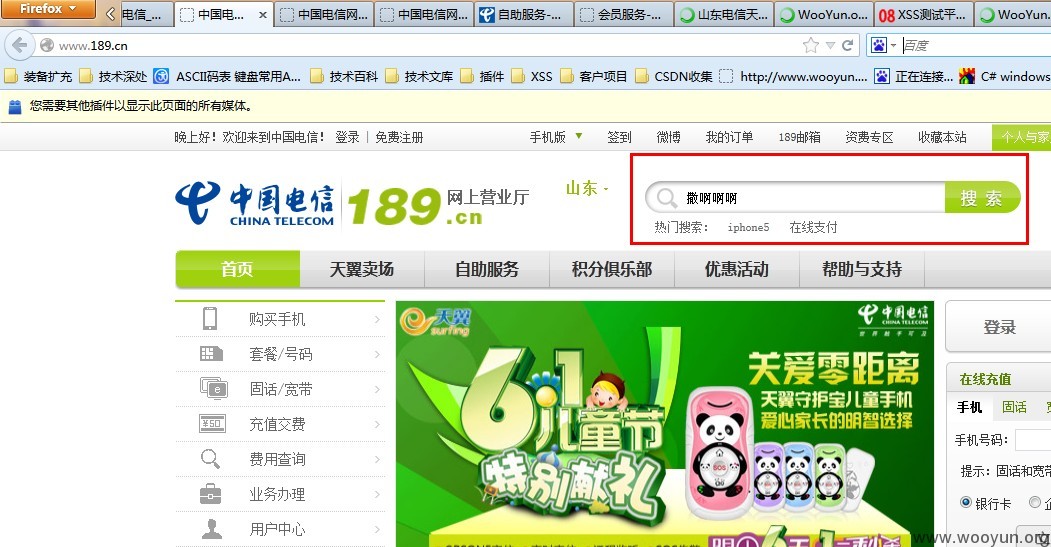 Firefox
电信_...
中国电...
中国电信网...
中国电信网...
自助服务-...
会员服务-...
山东电信天...
WooYun.o...
XSS测试平...
WooYun.
www.189.cn
百度
装备扩充
技术深处
ASCII码表 键盘常用A...
技术百科
技术文库
插件
XSS
客户项目
CSDN收集
http://www.wooyun....
正在连接...
C# windows
您需要其他插件以显示此页面的所有媒体。
晚上好！欢迎来到中国电信！ 登录 | 免费注册
手机版
签到
微博
我的订单
189邮箱
资费专区
收藏本站
个人与家
中国电信
CHINA TELECOM
189.cn
网上营业厅
山东
撒啊啊啊
搜 索
热门搜索： iphone5 在线支付
首页
天翼卖场
自助服务
积分俱乐部
优惠活动
帮助与支持
购买手机
套餐/号码
固话/宽带
¥50
充值交费
费用查询
业务办理
用户中心
天翼
surfing
中国电信
CHINA TELECOM
世界触手可及
6.1
儿童节
特别献礼
关爱零距离
天翼守护宝儿童手机
爱心家长的明智选择
SOS
登录
在线充值
手机
固话
手机号码：
提示：固话和宽带
银行卡
www.wooyun.org